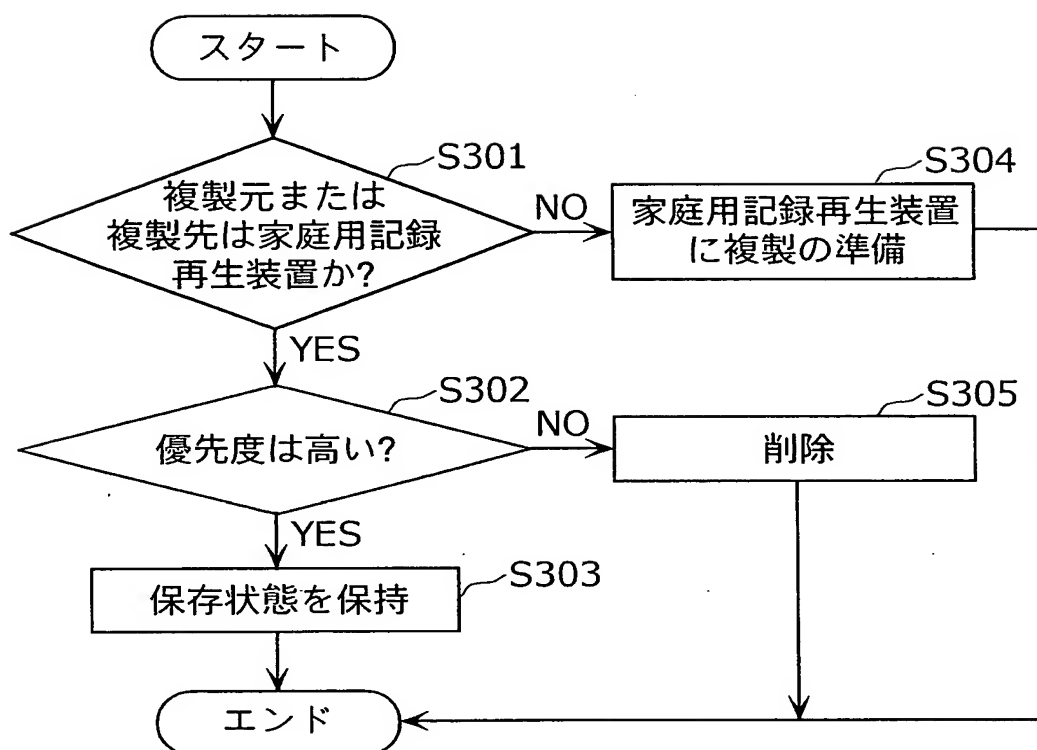 スタート
S301
複製元または
複製先は家庭用記録
再生装置か?
NO
S304
家庭用記録再生装置
に複製の準備
YES
S302
優先度は高い?
NO
S305
削除
YES
S303
保存状態を保持
エンド